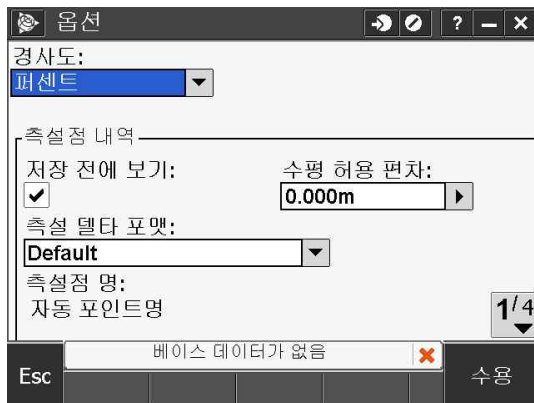 옵션
?
경사도:
퍼센트
측설점 내역
저장 전에 보기:
수평 허용 편차:
0.000m
측설 델타 포맷:
Default
측설점 명:
자동 포인트명
1/4
베이스 데이터가 없음
Esc
수용